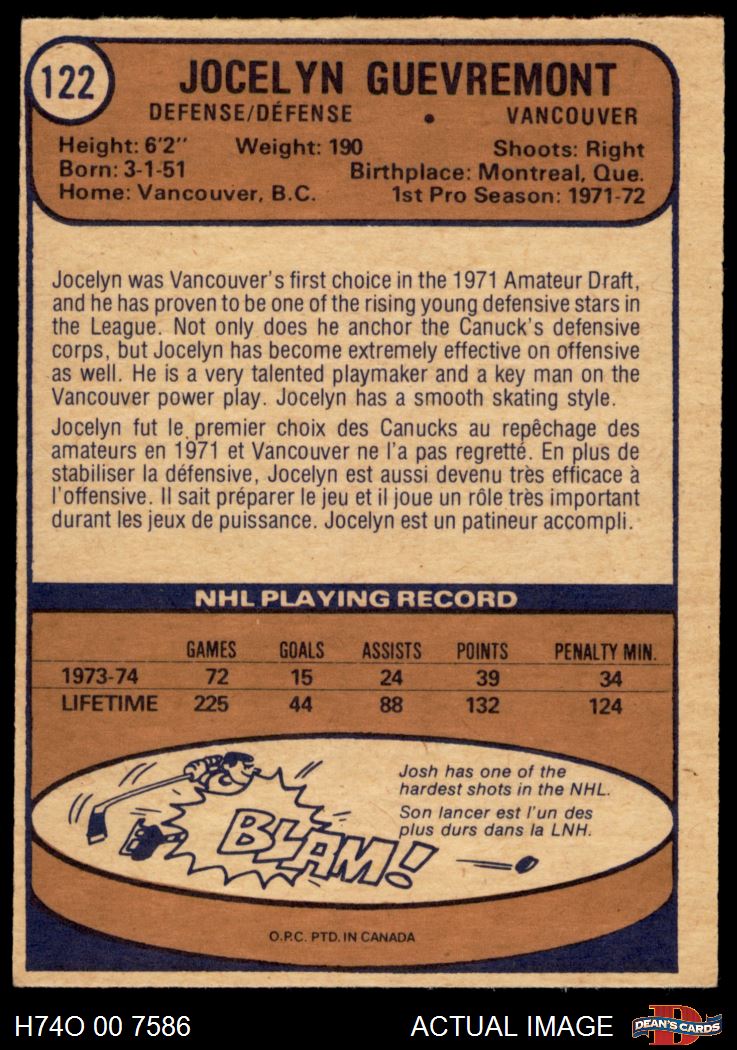 122
JOCELYN GUEVREMONT
DEFENSE/DÉFENSE • VANCOUVER
Height: 6'2'' Weight: 190 Shoots: Right
Born: 3-1-51 Birthplace: Montreal, Que.
Home: Vancouver, B.C. 1st Pro Season: 1971-72
Jocelyn was Vancouver's first choice in the 1971 Amateur Draft,
and he has proven to be one of the rising young defensive stars in
the League. Not only does he anchor the Canuck's defensive
corps, but Jocelyn has become extremely effective on offensive
as well. He is a very talented playmaker and a key man on the
Vancouver power play. Jocelyn has a smooth skating style.
Jocelyn fut le premier choix des Canucks au repêchage des
amateurs en 1971 et Vancouver ne l'a pas regretté. En plus de
stabiliser la défensive, Jocelyn est aussi devenu très efficace à
l'offensive. Il sait préparer le jeu et il joue un rôle très important
durant les jeux de puissance. Jocelyn est un patineur accompli.
NHL PLAYING RECORD
GAMES GOALS ASSISTS POINTS PENALTY MIN.
1973-74 72 15 24 39 34
LIFETIME 225 44 88 132 124
Josh has one of the
hardest shots in the NHL.
Son lancer est l'un des
plus durs dans la LNH.
BLAM!
O.P.C. PTD. IN CANADA
H74O 00 7586 ACTUAL IMAGE
D
DEAN'S CARDS